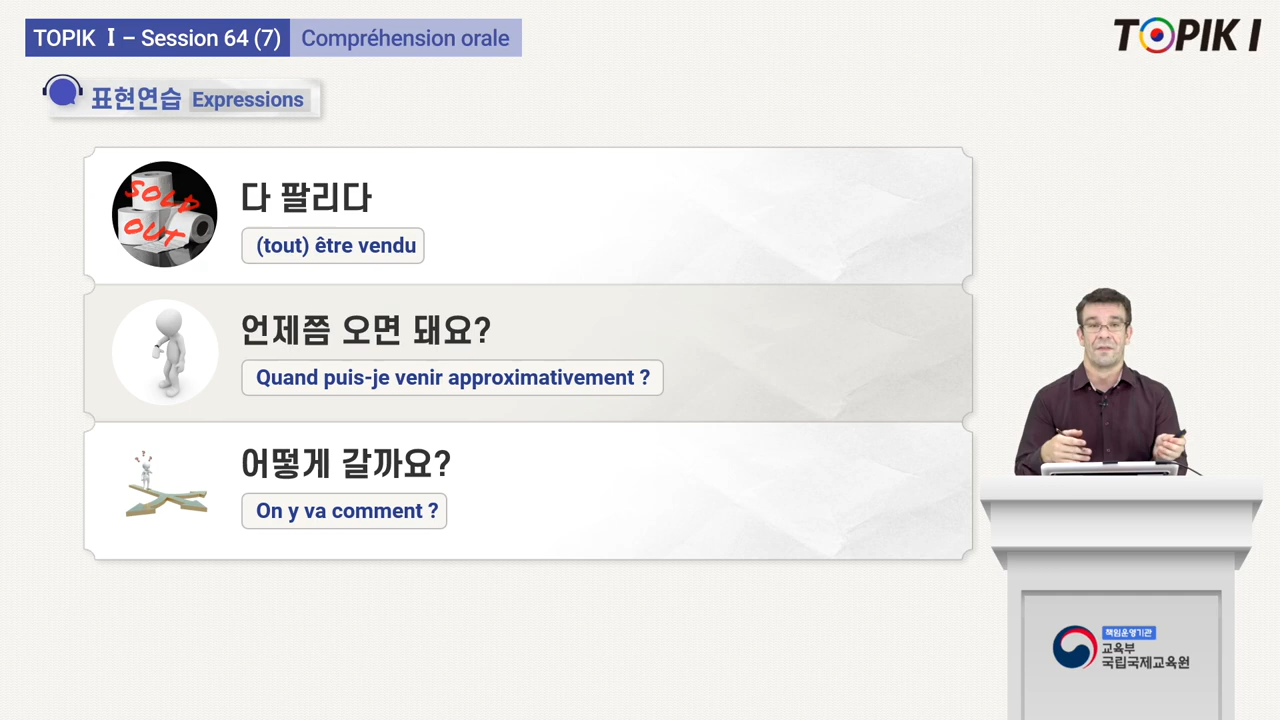 TOPIK Ⅰ – Session 64 (7) Compréhension orale
TOPIK I
표현연습 Expressions
SOLD OUT
다 팔리다
(tout) être vendu
언제쯤 오면 돼요?
Quand puis-je venir approximativement ?
어떻게 갈까요?
On y va comment ?
책임운영기관
교육부
국립국제교육원